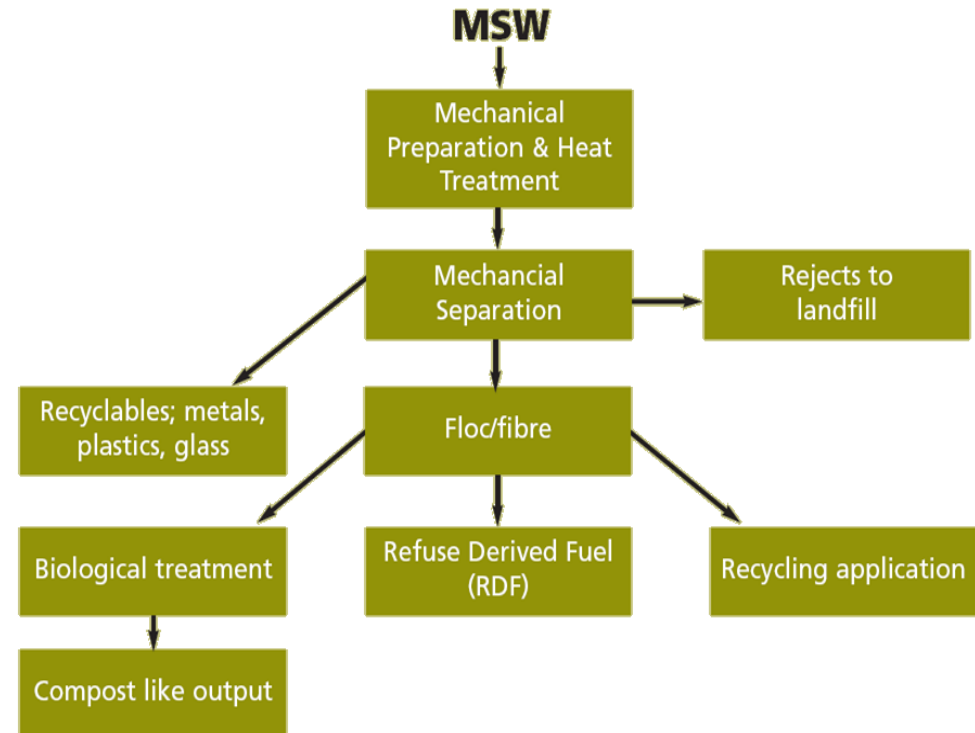 MSW
Mechanical
Preparation & Heat
Treatment
Mechancial
Separation
Rejects to
landfill
Recyclables; metals,
plastics, glass
Floc/fibre
Biological treatment
Refuse Derived Fuel
(RDF)
Recycling application
Compost like output